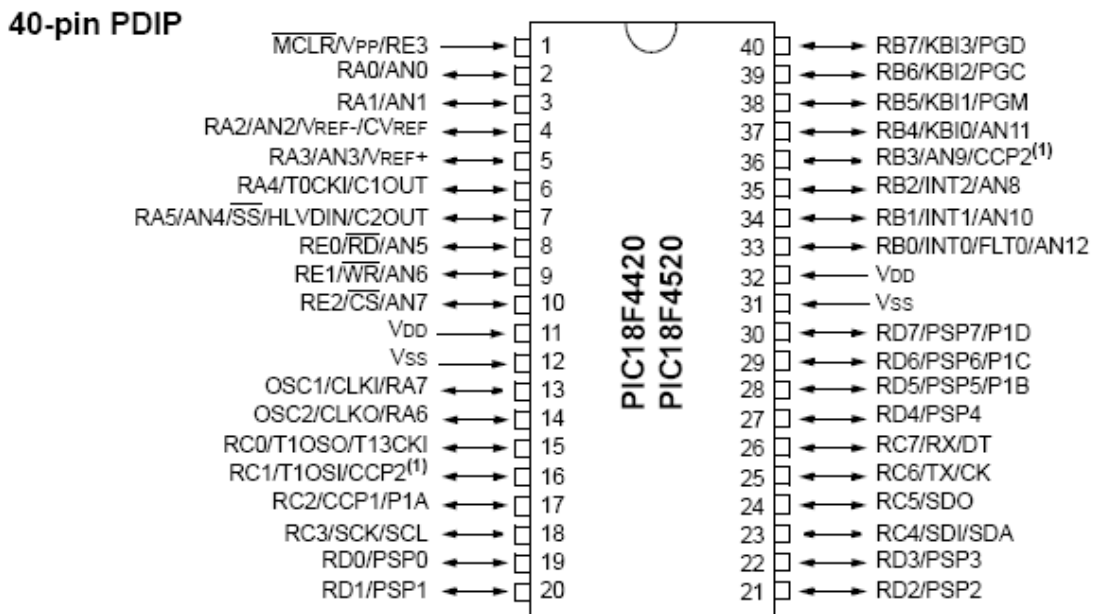 40-pin PDIP
MCLR/VPP/RE3 1
RA0/AN0 2
RA1/AN1 3
RA2/AN2/VREF-/CVREF 4
RA3/AN3/VREF+ 5
RA4/T0CKI/C1OUT 6
RA5/AN4/SS/HLVDIN/C2OUT 7
RE0/RD/AN5 8
RE1/WR/AN6 9
RE2/CS/AN7 10
VDD 11
VSS 12
OSC1/CLKI/RA7 13
OSC2/CLKO/RA6 14
RC0/T1OSO/T13CKI 15
RC1/T1OSI/CCP2(1) 16
RC2/CCP1/P1A 17
RC3/SCK/SCL 18
RD0/PSP0 19
RD1/PSP1 20
PIC18F4420
PIC18F4520
40 RB7/KBI3/PGD
39 RB6/KBI2/PGC
38 RB5/KBI1/PGM
37 RB4/KBI0/AN11
36 RB3/AN9/CCP2(1)
35 RB2/INT2/AN8
34 RB1/INT1/AN10
33 RB0/INT0/FLT0/AN12
32 VDD
31 VSS
30 RD7/PSP7/P1D
29 RD6/PSP6/P1C
28 RD5/PSP5/P1B
27 RD4/PSP4
26 RC7/RX/DT
25 RC6/TX/CK
24 RC5/SDO
23 RC4/SDI/SDA
22 RD3/PSP3
21 RD2/PSP2